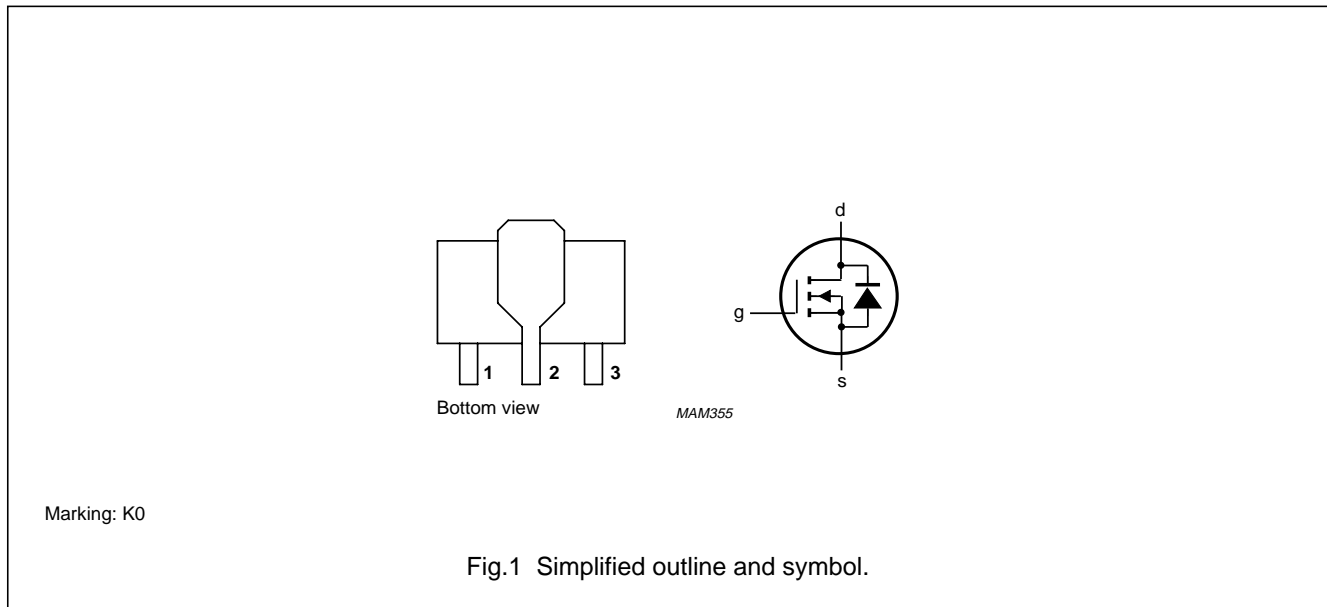 d
g
s
1 2 3
Bottom view
MAM355
Marking: K0
Fig.1 Simplified outline and symbol.